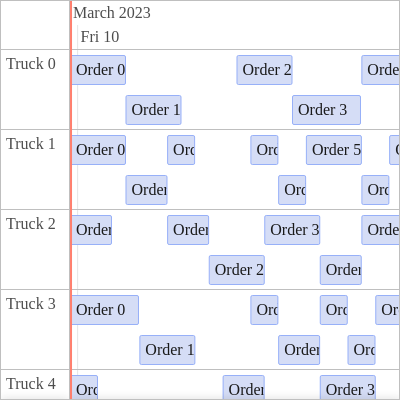 March 2023
Fri 10
Truck 0
Order 0
Order 2
Orde
Order 1
Order 3
Truck 1
Order 0
Orc
Orc
Order 5
Order
Orc
Orc
Truck 2
Order
Order
Order 3
Orde
Order 2
Order
Truck 3
Order 0
Orc
Orc
Or
Order 1
Order
Orc
Truck 4
Orc
Order
Order 3